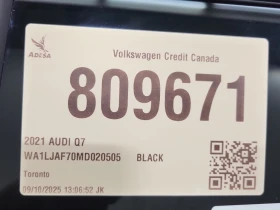 ADESA
Volkswagen Credit Canada
809671
2021 AUDI Q7
WA1LJAF70MD020505 BLACK
Toronto
09/10/2025 13:06:52 JK